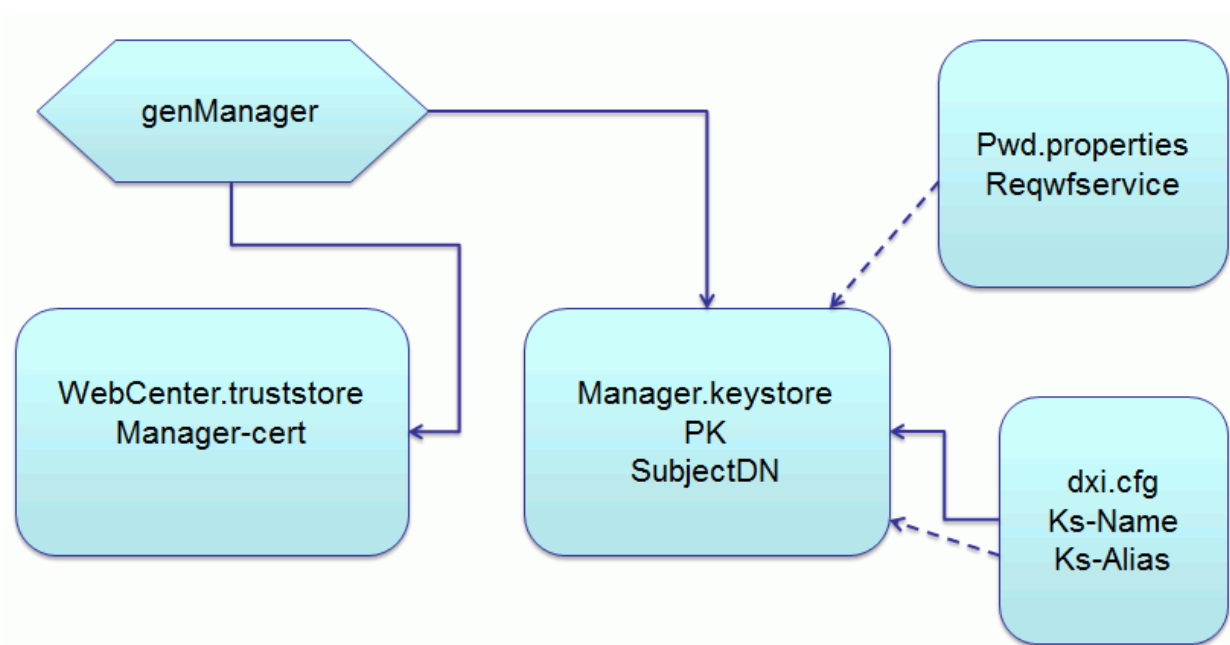 genManager
Pwd.properties
Reqwfservice
WebCenter.truststore
Manager-cert
Manager.keystore
PK
SubjectDN
dxi.cfg
Ks-Name
Ks-Alias